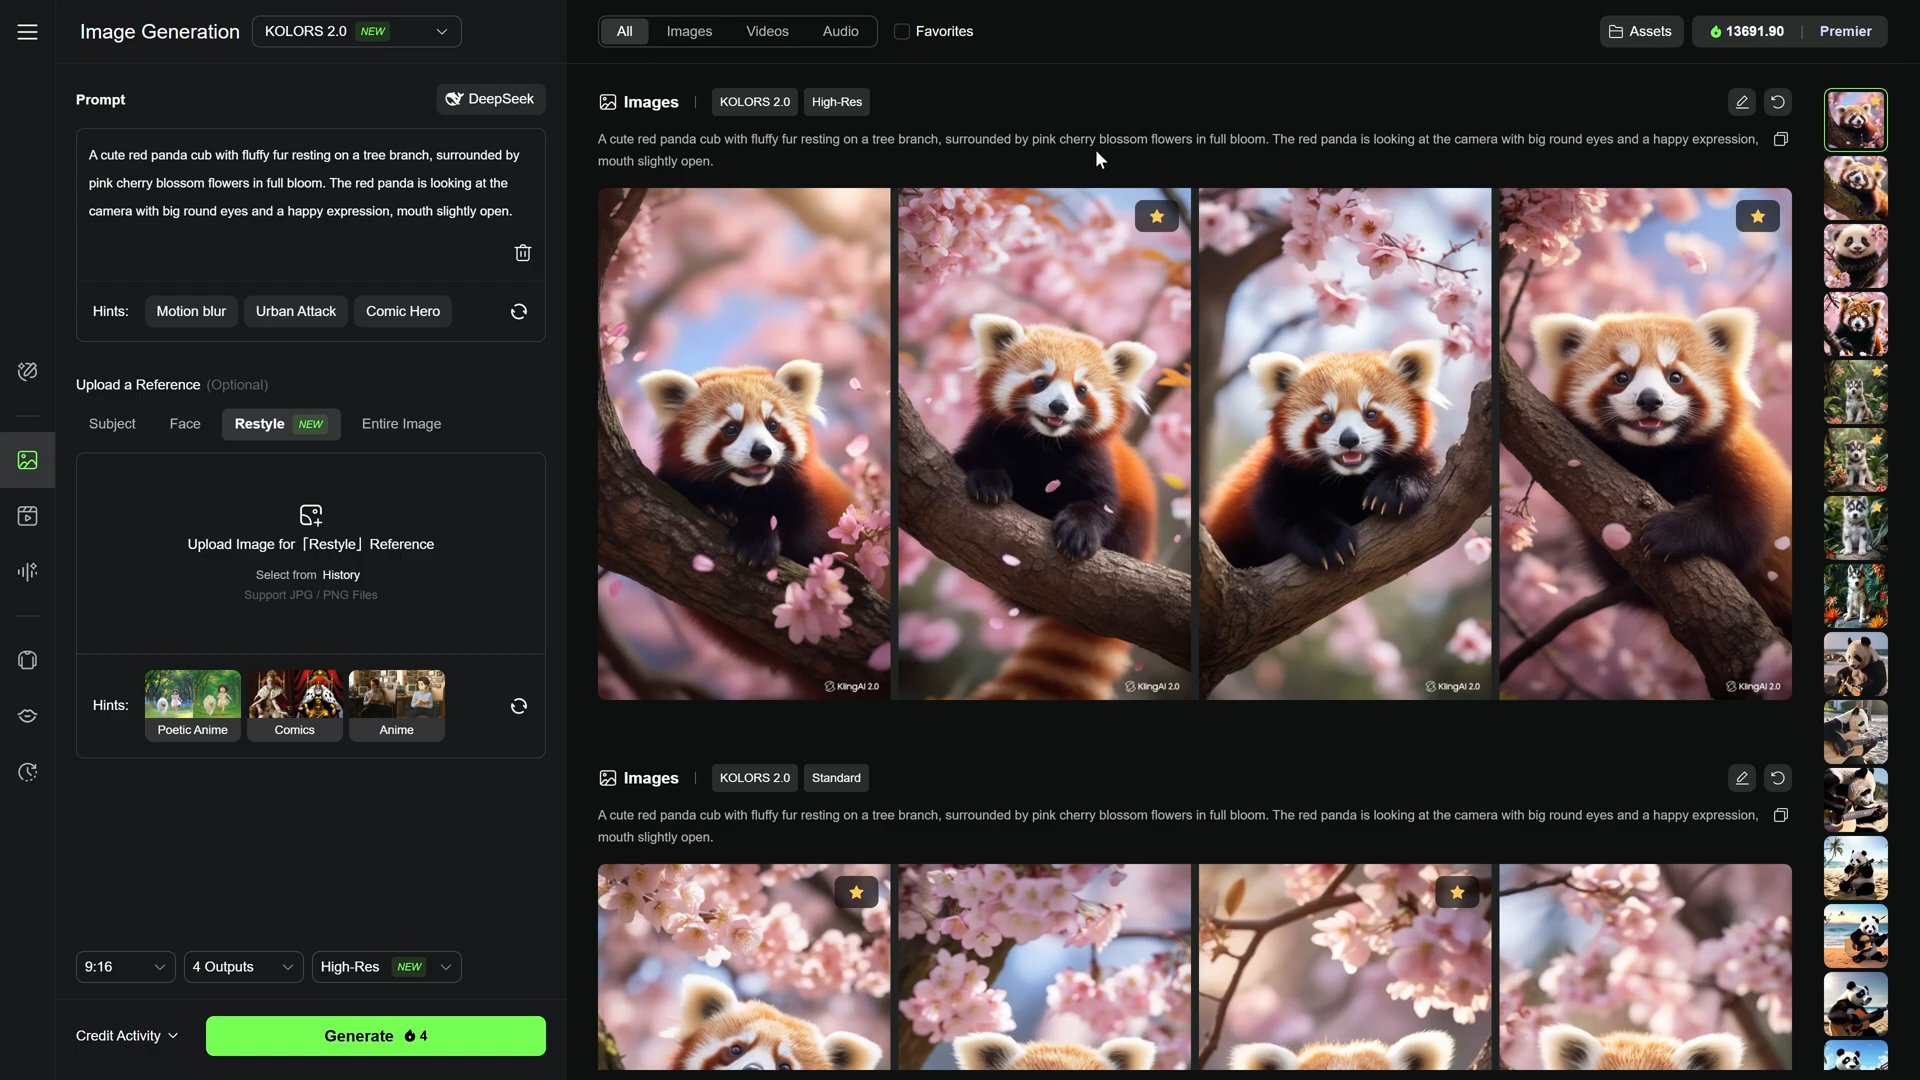 Image Generation
KOLORS 2.0 NEW
All
Images
Videos
Audio
Favorites
Assets
13691.90 | Premier
Prompt
DeepSeek
A cute red panda cub with fluffy fur resting on a tree branch, surrounded by
pink cherry blossom flowers in full bloom. The red panda is looking at the
camera with big round eyes and a happy expression, mouth slightly open.
Hints:
Motion blur
Urban Attack
Comic Hero
Upload a Reference (Optional)
Subject
Face
Restyle NEW
Entire Image
Upload Image for「Restyle」Reference
Select from History
Support JPG / PNG Files
Hints:
Poetic Anime
Comics
Anime
9:16
4 Outputs
High-Res NEW
Credit Activity
Generate 4
Images | KOLORS 2.0 High-Res
A cute red panda cub with fluffy fur resting on a tree branch, surrounded by pink cherry blossom flowers in full bloom. The red panda is looking at the camera with big round eyes and a happy expression,
mouth slightly open.
KlingAI 2.0
KlingAI 2.0
KlingAI 2.0
KlingAI 2.0
Images | KOLORS 2.0 Standard
A cute red panda cub with fluffy fur resting on a tree branch, surrounded by pink cherry blossom flowers in full bloom. The red panda is looking at the camera with big round eyes and a happy expression,
mouth slightly open.